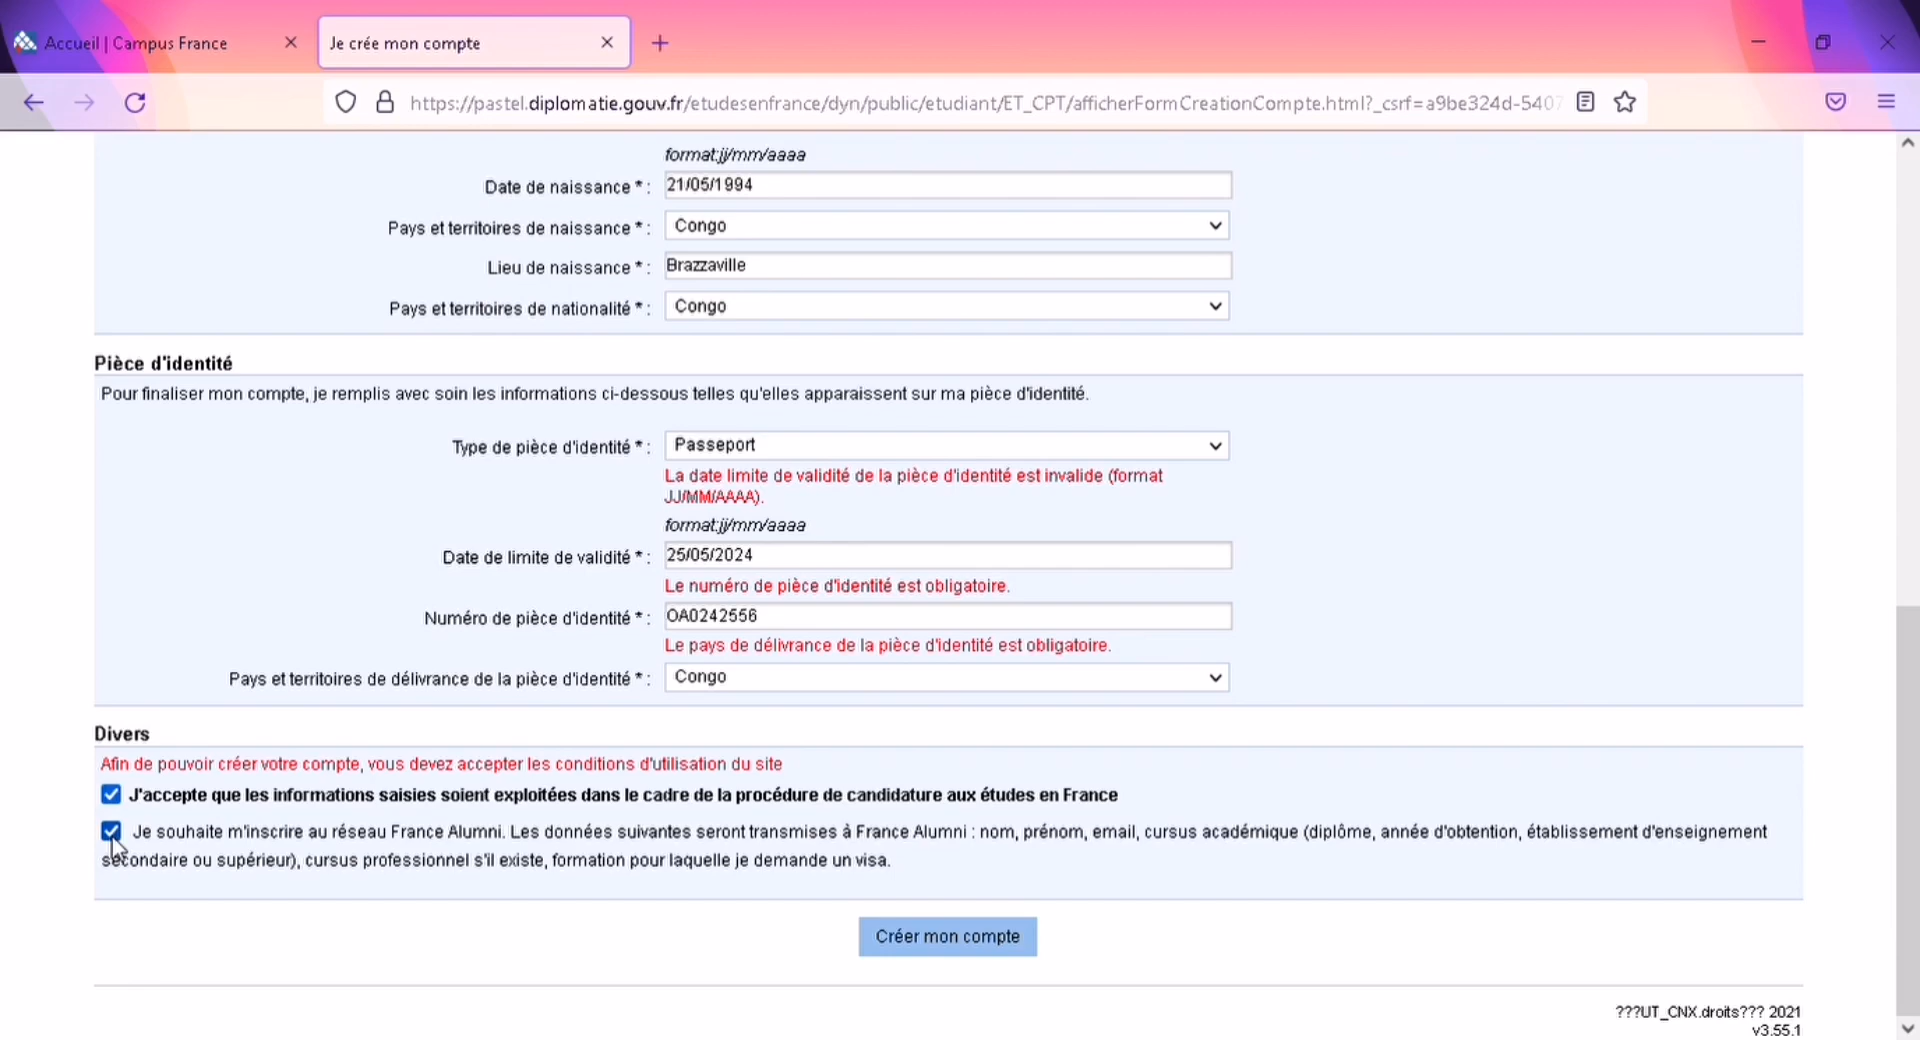 Accueil | Campus France
Je crée mon compte
https://pastel.diplomatie.gouv.fr/etudesenfrance/dyn/public/etudiant/ET_CPT/afficherFormCreationCompte.html?_csrf=a9be324d-5407
format:jj/mm/aaaa
Date de naissance * : 21/05/1994
Pays et territoires de naissance * : Congo
Lieu de naissance * : Brazzaville
Pays et territoires de nationalité * : Congo
Pièce d'identité
Pour finaliser mon compte, je remplis avec soin les informations ci-dessous telles qu'elles apparaissent sur ma pièce d'identité.
Type de pièce d'identité * : Passeport
La date limite de validité de la pièce d'identité est invalide (format
JJ/MM/AAAA).
format:jj/mm/aaaa
Date de limite de validité * : 25/05/2024
Le numéro de pièce d'identité est obligatoire.
Numéro de pièce d'identité * : OA0242556
Le pays de délivrance de la pièce d'identité est obligatoire.
Pays et territoires de délivrance de la pièce d'identité * : Congo
Divers
Afin de pouvoir créer votre compte, vous devez accepter les conditions d'utilisation du site
J'accepte que les informations saisies soient exploitées dans le cadre de la procédure de candidature aux études en France
Je souhaite m'inscrire au réseau France Alumni. Les données suivantes seront transmises à France Alumni : nom, prénom, email, cursus académique (diplôme, année d'obtention, établissement d'enseignement
secondaire ou supérieur), cursus professionnel s'il existe, formation pour laquelle je demande un visa.
Créer mon compte
???UT_CNX.droits??? 2021
v3.55.1